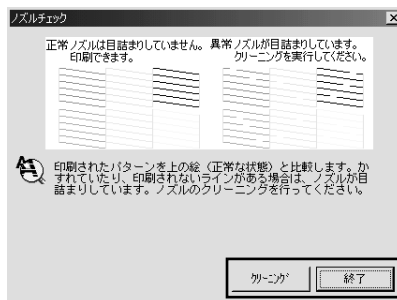 ノズルチェック
正常 ノズルは目詰まりしていません。
印刷できます。
異常 ノズルが目詰まりしています。
クリーニングを実行してください。
印刷されたパターンを上の絵（正常な状態）と比較します。か
すれていたり、印刷されないラインがある場合は、ノズルが目
詰まりしています。ノズルのクリーニングを行ってください。
クリーニング
終了